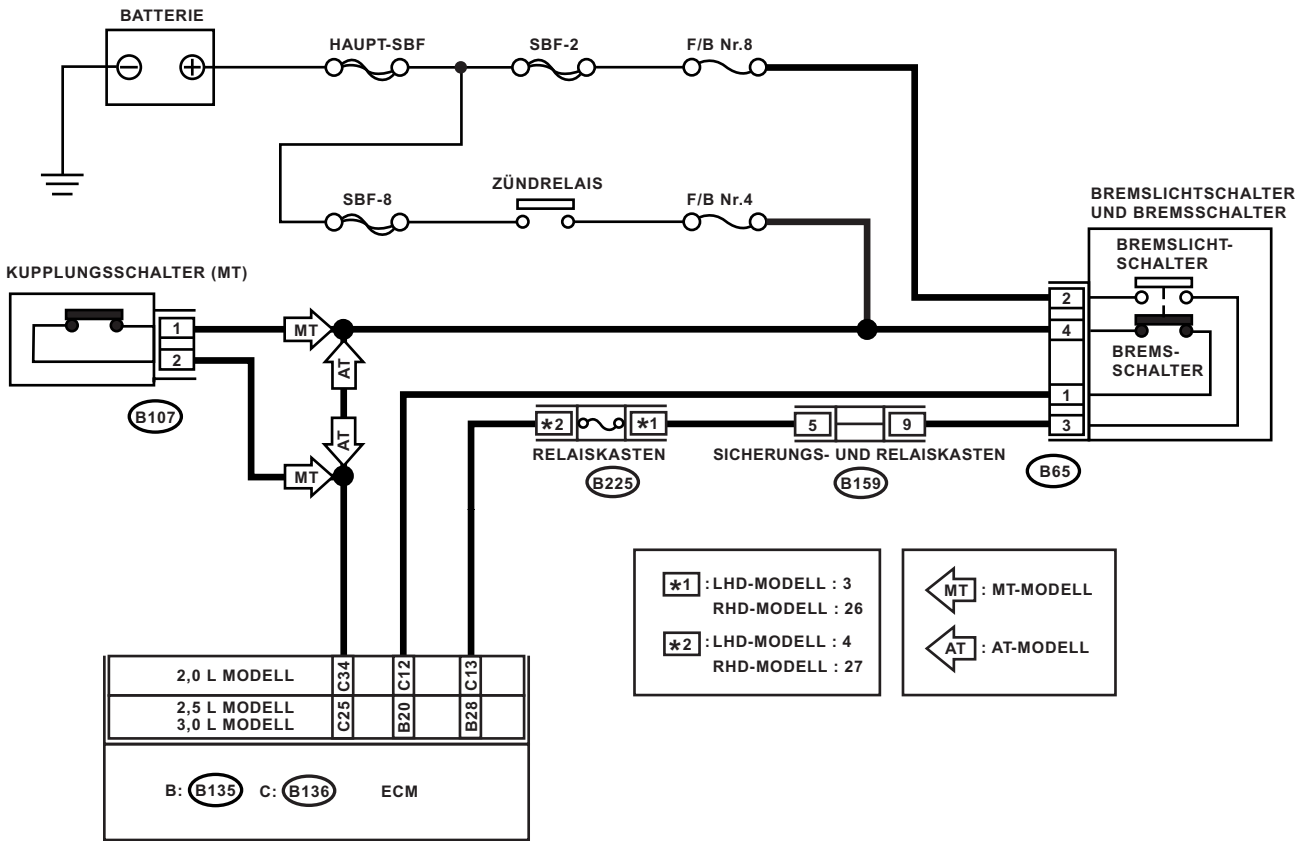 BATTERIE
HAUPT-SBF
SBF-2
F/B Nr.8
SBF-8
ZÜNDRELAIS
F/B Nr.4
BREMSLICHTSCHALTER
UND BREMSSCHALTER
BREMSLICHT-
SCHALTER
BREMS-
SCHALTER
2
4
1
3
B65
KUPPLUNGSSCHALTER (MT)
1
2
B107
MT
AT
AT
MT
*2
*1
RELAISKASTEN
B225
5
9
SICHERUNGS- UND RELAISKASTEN
B159
*1 : LHD-MODELL : 3
RHD-MODELL : 26
*2 : LHD-MODELL : 4
RHD-MODELL : 27
MT : MT-MODELL
AT : AT-MODELL
2,0 L MODELL
C34
C12
C13
2,5 L MODELL
3,0 L MODELL
C25
B20
B28
B: B135 C: B136 ECM